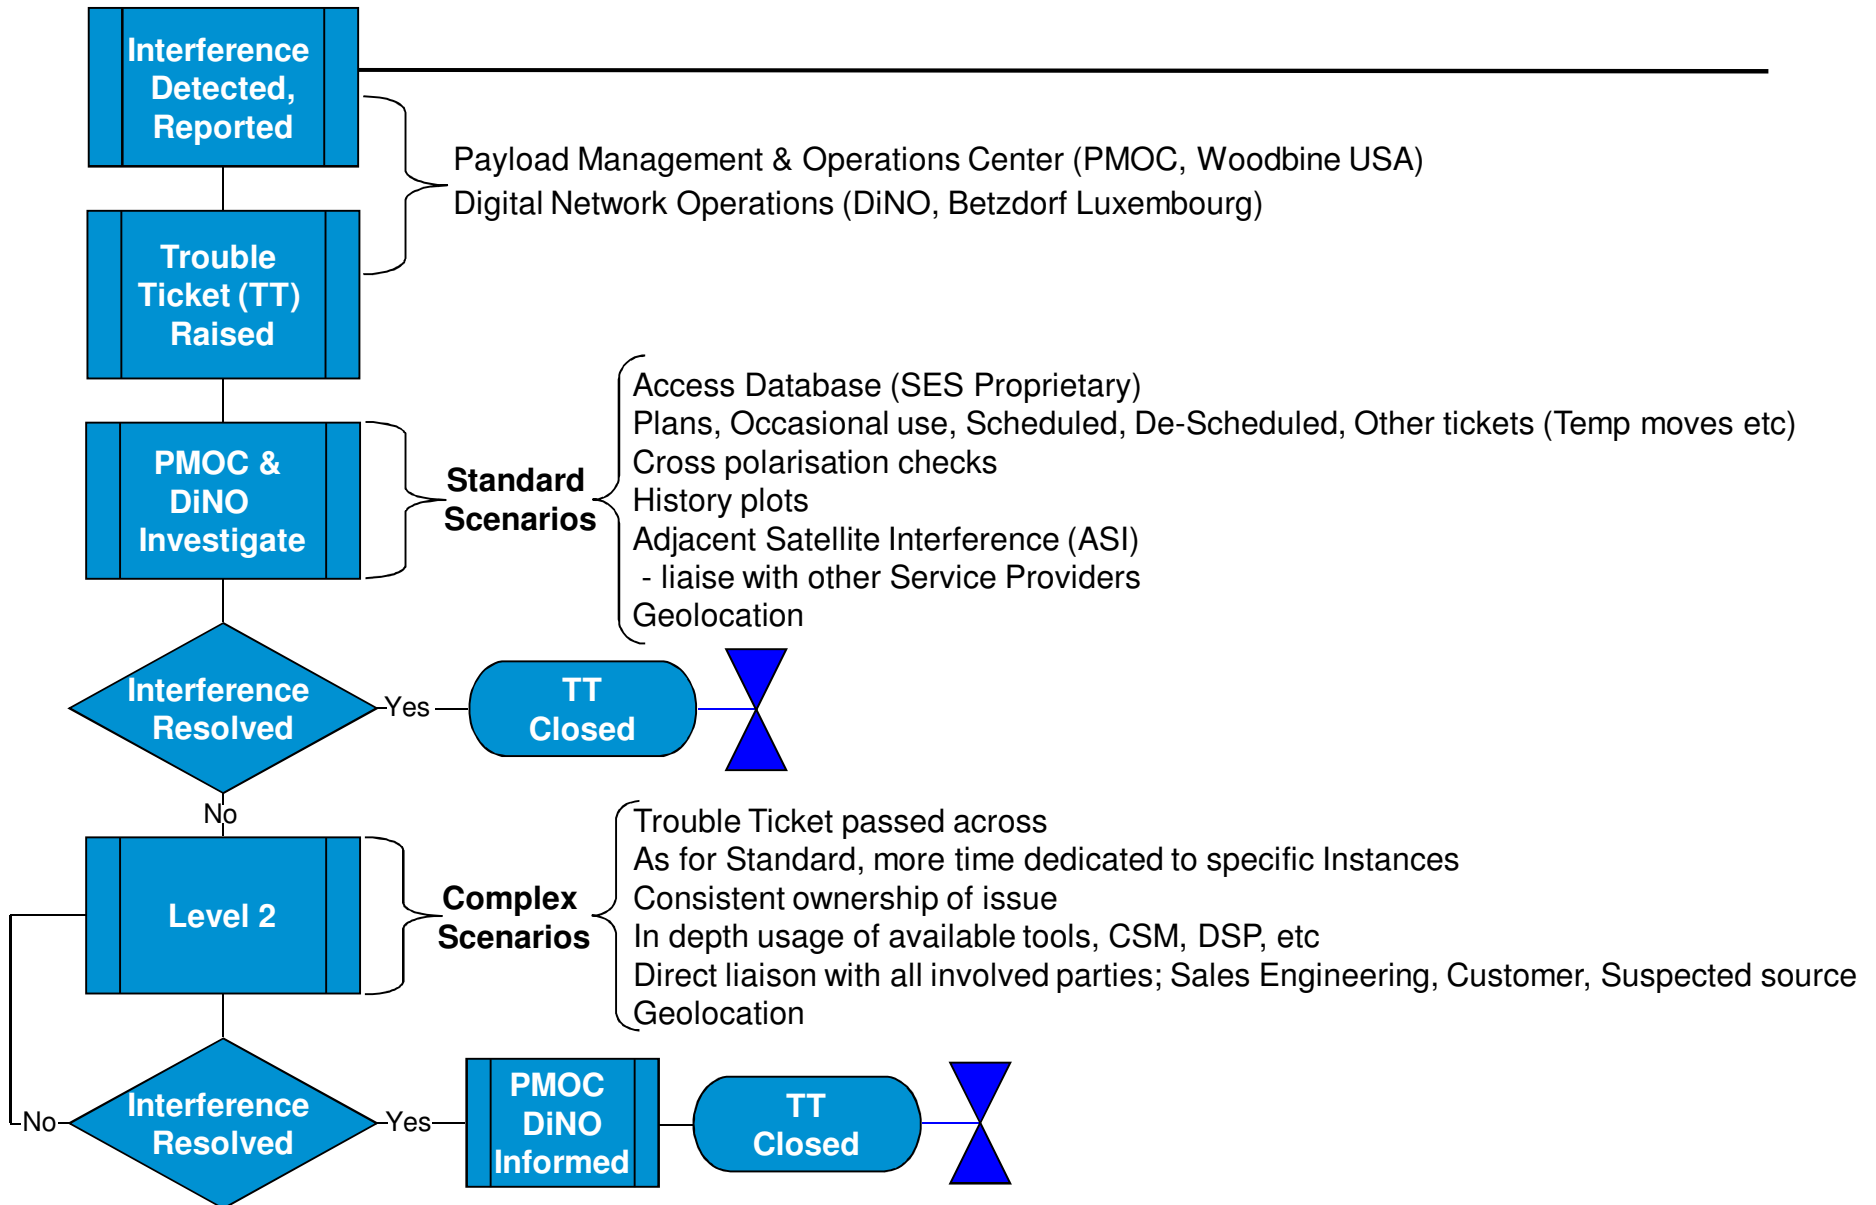 Interference
Detected,
Reported
Payload Management & Operations Center (PMOC, Woodbine USA)
Digital Network Operations (DiNO, Betzdorf Luxembourg)
Trouble
Ticket (TT)
Raised
PMOC &
DiNO
Investigate
Standard
Scenarios
Access Database (SES Proprietary)
Plans, Occasional use, Scheduled, De-Scheduled, Other tickets (Temp moves etc)
Cross polarisation checks
History plots
Adjacent Satellite Interference (ASI)
- liaise with other Service Providers
Geolocation
Interference
Resolved
Yes
TT
Closed
No
Level 2
Complex
Scenarios
Trouble Ticket passed across
As for Standard, more time dedicated to specific Instances
Consistent ownership of issue
In depth usage of available tools, CSM, DSP, etc
Direct liaison with all involved parties; Sales Engineering, Customer, Suspected source
Geolocation
No
Interference
Resolved
Yes
PMOC
DiNO
Informed
TT
Closed